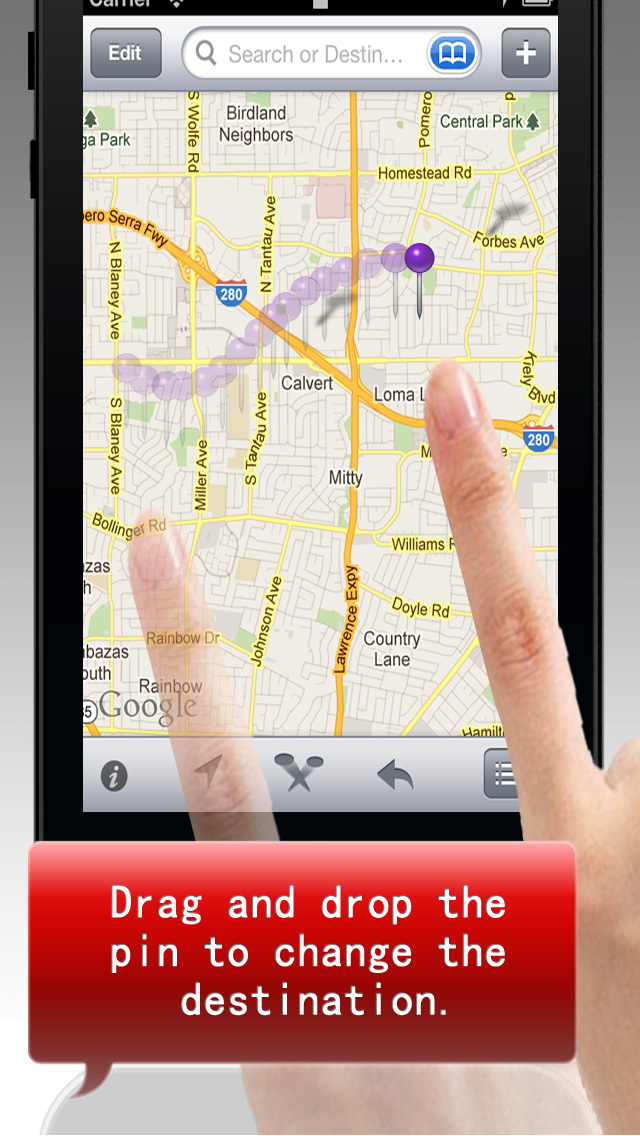 Carrier
Edit
Search or Destin...
+
S Wolfe Rd
Birdland
Neighbors
Pomero
Central Park
ga Park
Homestead Rd
pero Serra Fwy
N Tantau Ave
Forbes Ave
N Blaney Ave
280
Calvert
Loma L
Kiely Blvd
S Blaney Ave
S Tantau Ave
Miller Ave
280
Mitty
Bollinger Rd
Williams R
zas
h
Lawrence Expy
Johnson Ave
Doyle Rd
Rainbow Dr
Country
Lane
abazas
outh
Rainbow
Google
Hamilt
i
Drag and drop the
pin to change the
destination.